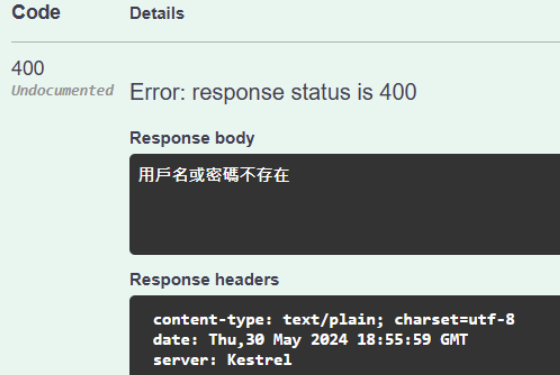 Code Details
400
Undocumented
Error: response status is 400
Response body
用戶名或密碼不存在
Response headers
content-type: text/plain; charset=utf-8
date: Thu,30 May 2024 18:55:59 GMT
server: Kestrel